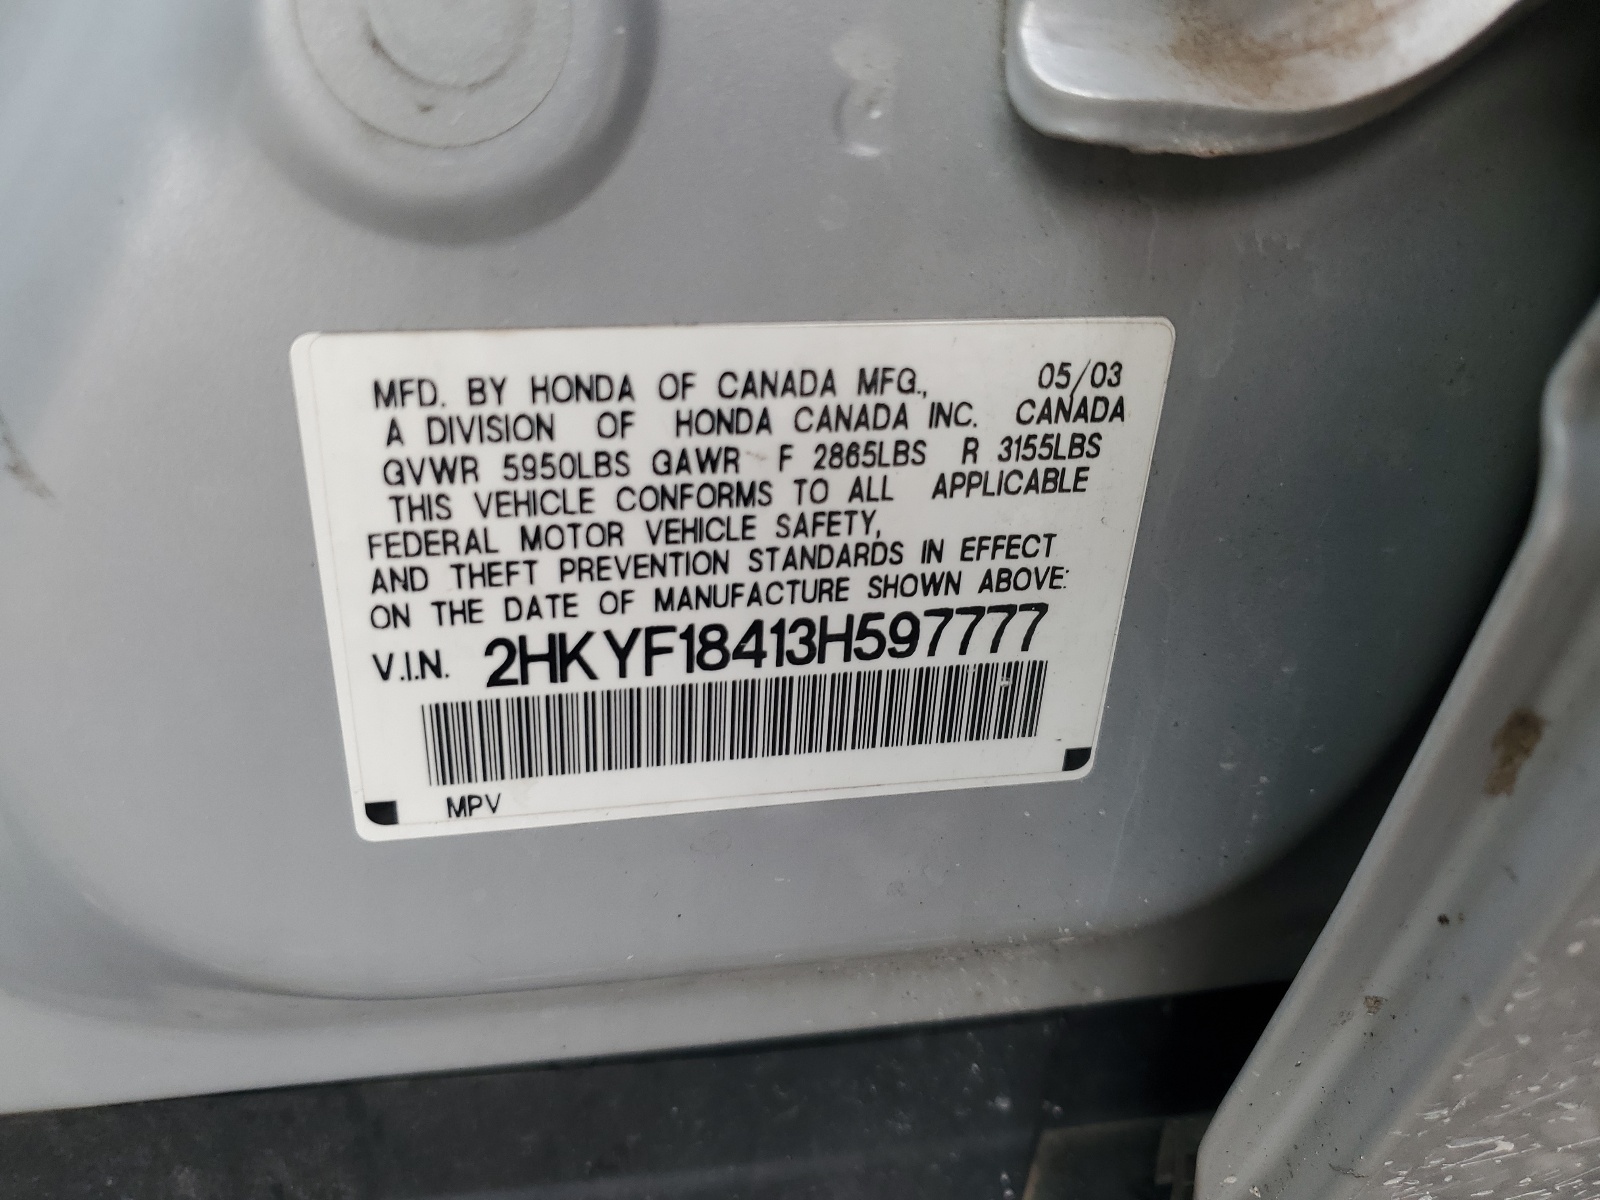 MFD. BY HONDA OF CANADA MFG., 05/03
A DIVISION OF HONDA CANADA INC. CANADA
GVWR 5950LBS GAWR F 2865LBS R 3155LBS
THIS VEHICLE CONFORMS TO ALL APPLICABLE
FEDERAL MOTOR VEHICLE SAFETY,
AND THEFT PREVENTION STANDARDS IN EFFECT
ON THE DATE OF MANUFACTURE SHOWN ABOVE:
V.I.N. 2HKYF18413H597777
MPV